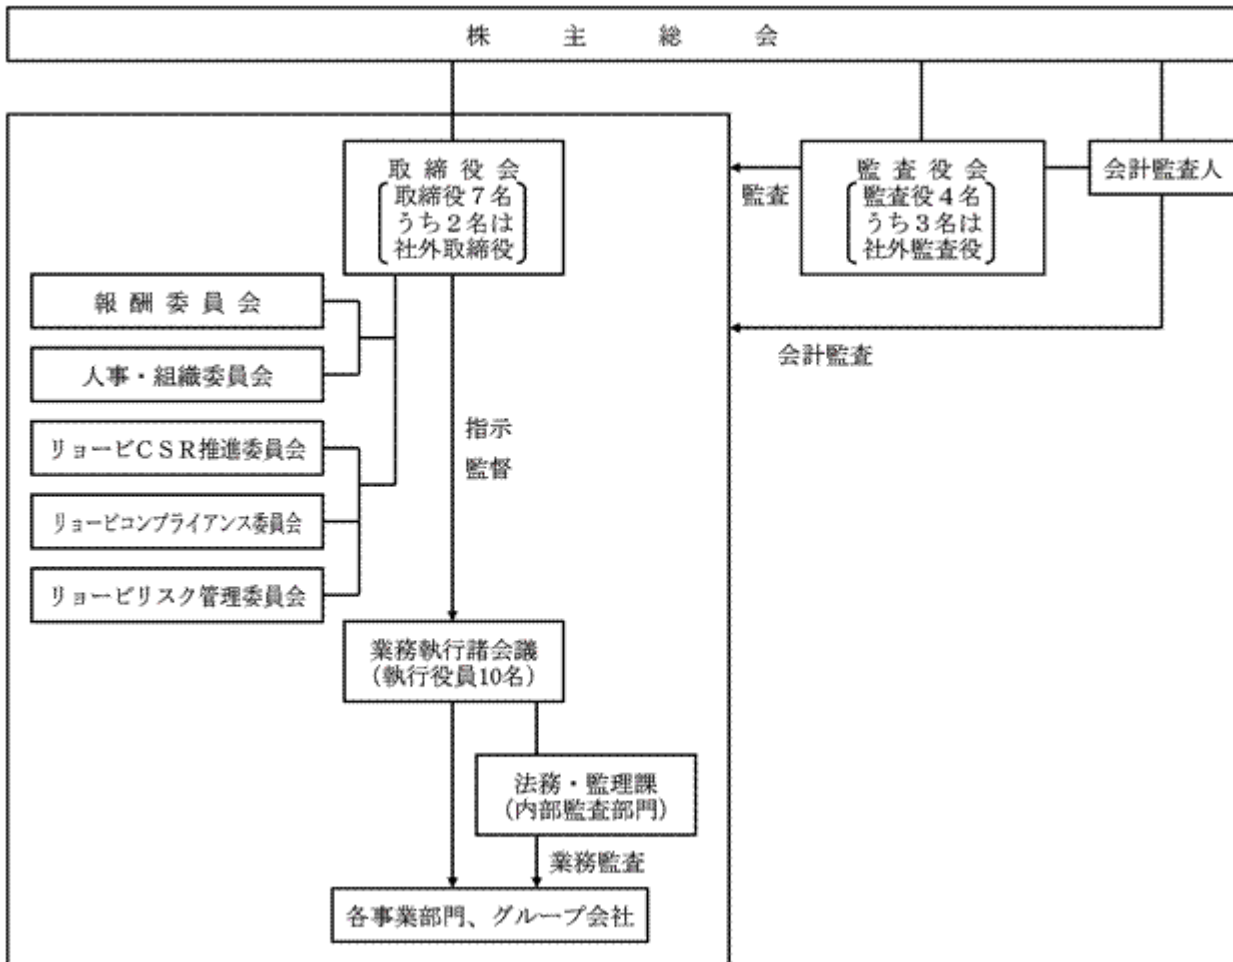 株主総会
取締役会
取締役7名
うち2名は
社外取締役
監査
監査役会
監査役4名
うち3名は
社外監査役
会計監査人
会計監査
報酬委員会
人事・組織委員会
リョービCSR推進委員会
リョービコンプライアンス委員会
リョービリスク管理委員会
指示
監督
業務執行諸会議
(執行役員10名)
法務・監理課
(内部監査部門)
業務監査
各事業部門、グループ会社